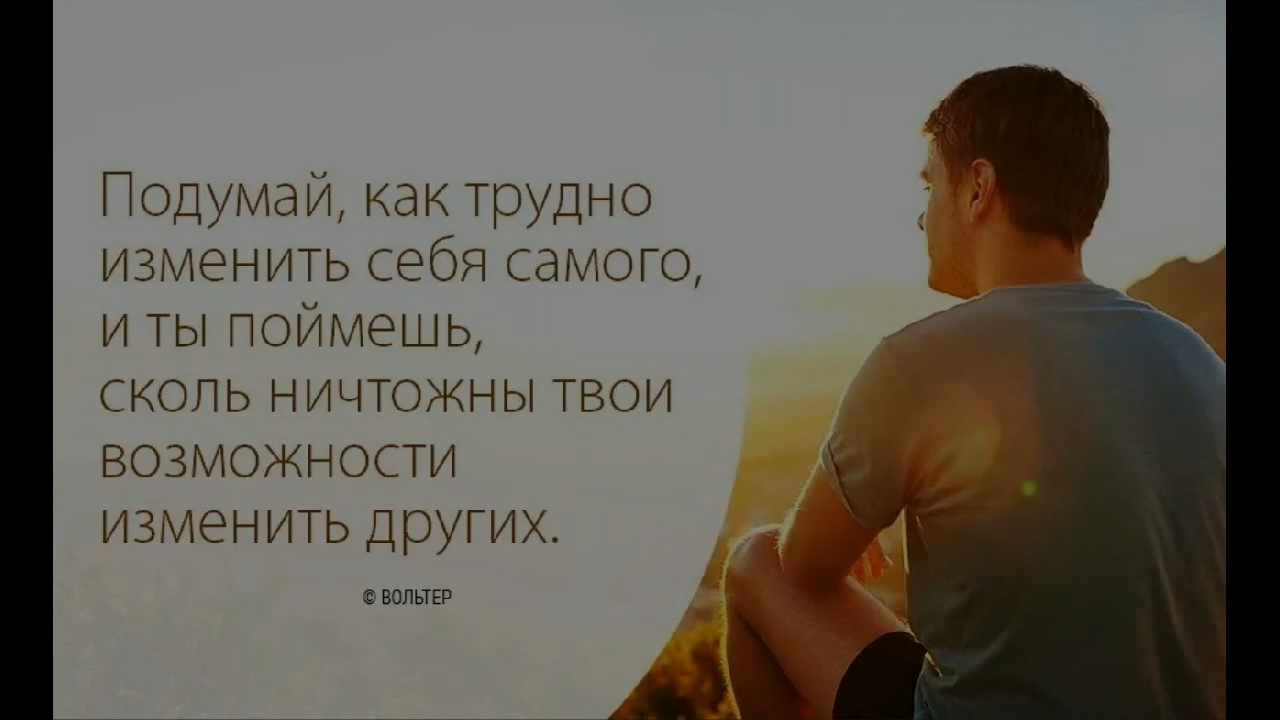 Подумай, как трудно
изменить себя самого,
и ты поймешь,
сколь ничтожны твои
возможности
изменить других.
© ВОЛЬТЕР